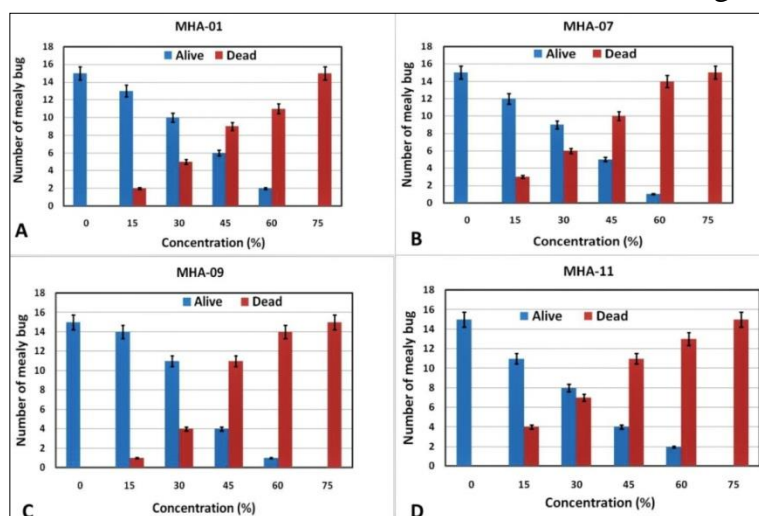 MHA-01
Alive Dead
18
16
14
12
10
8
6
4
2
0
Number of mealy bug
0 15 30 45 60 75
Concentration (%)
A
MHA-07
Alive Dead
18
16
14
12
10
8
6
4
2
0
Number of mealy bug
0 15 30 45 60 75
Concentration (%)
B
MHA-09
Alive Dead
18
16
14
12
10
8
6
4
2
0
Number of mealy bug
0 15 30 45 60 75
Concentration (%)
C
MHA-11
Alive Dead
18
16
14
12
10
8
6
4
2
0
Number of mealy bug
0 15 30 45 60 75
Concentration (%)
D